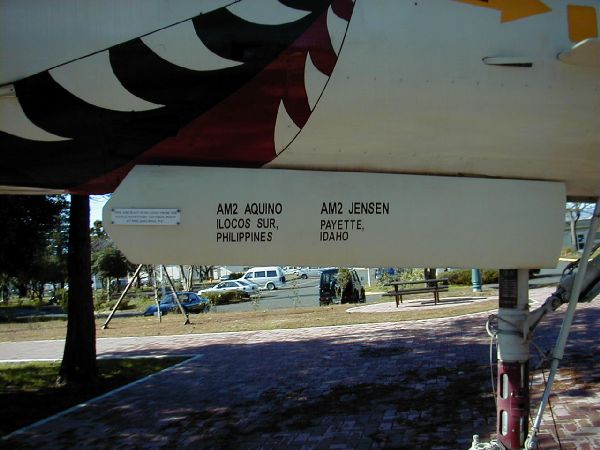 AM2 AQUINO
ILOCOS SUR,
PHILIPPINES
AM2 JENSEN
PAYETTE,
IDAHO